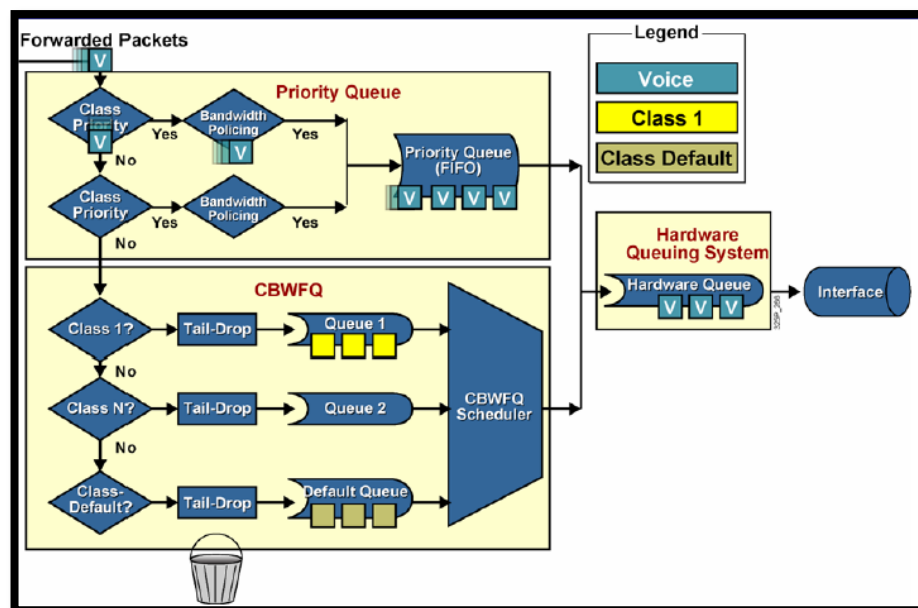 Forwarded Packets
V
Priority Queue
Class
Priority
V
Yes
Bandwidth
Policing
V
Yes
Priority Queue
(FIFO)
V V V V
No
Class
Priority
Yes
Bandwidth
Policing
Yes
No
Legend
Voice
Class 1
Class Default
Hardware
Queuing System
Hardware Queue
V V V
Interface
CBWFQ
Class 1?
Tail-Drop
Queue 1
No
Class N?
Tail-Drop
Queue 2
CBWFQ
Scheduler
No
Class-
Default?
Tail-Drop
Default Queue